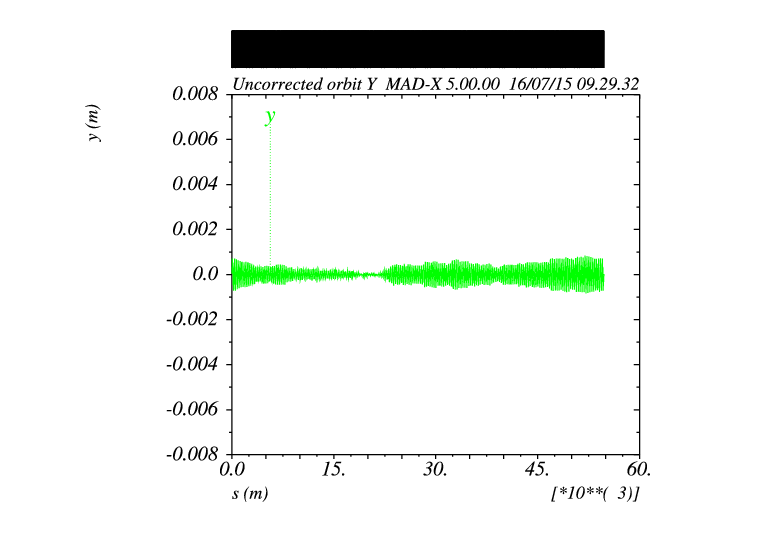 Uncorrected orbit Y MAD-X 5.00.00 16/07/15 09.29.32
y (m)
0.008
y
0.006
0.004
0.002
0.0
-0.002
-0.004
-0.006
-0.008
0.0 15. 30. 45. 60.
s (m) [*10**( 3)]